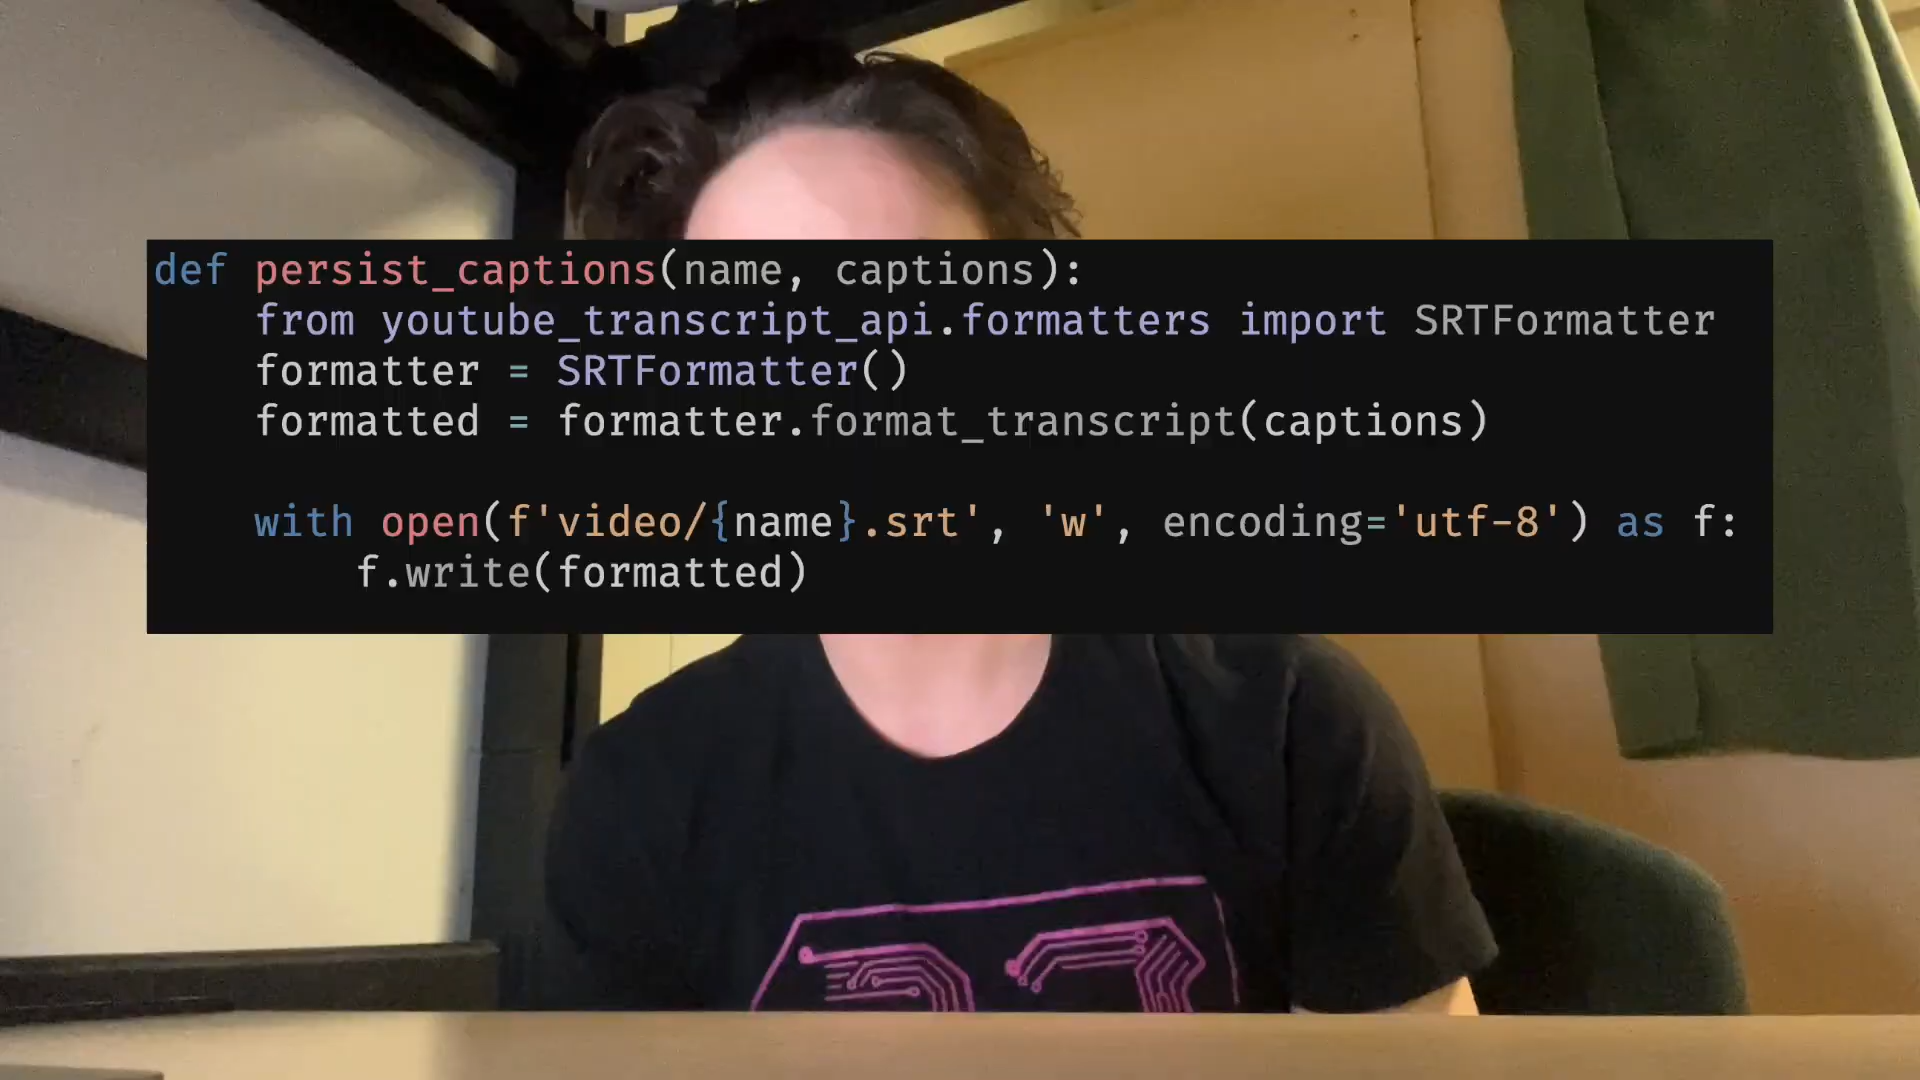 def persist_captions(name, captions):
    from youtube_transcript_api.formatters import SRTFormatter
    formatter = SRTFormatter()
    formatted = formatter.format_transcript(captions)

    with open(f'video/{name}.srt', 'w', encoding='utf-8') as f:
        f.write(formatted)